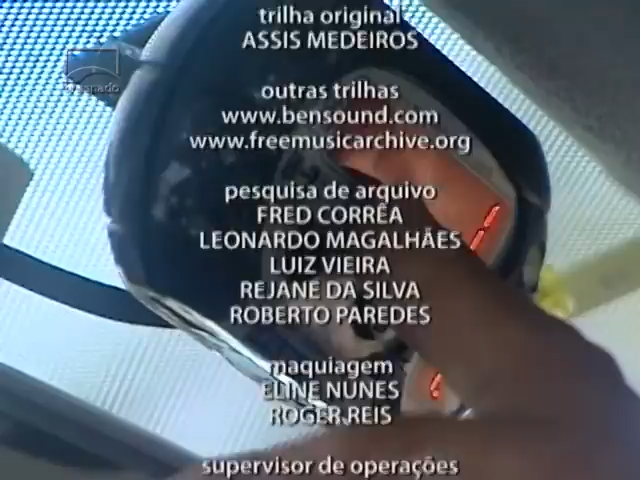 trilha original
ASSIS MEDEIROS
tvsenado
outras trilhas
www.bensound.com
www.freemusicarchive.org
pesquisa de arquivo
FRED CORRÊA
LEONARDO MAGALHÃES
LUIZ VIEIRA
REJANE DA SILVA
ROBERTO PAREDES
maquiagem
ELINE NUNES
ROGER REIS
supervisor de operações